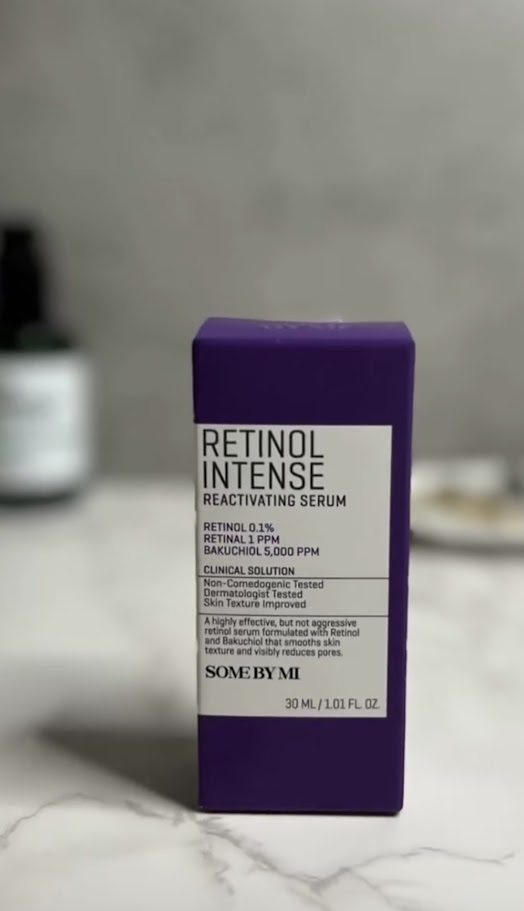 RETINOL
INTENSE
REACTIVATING SERUM
RETINOL 0.1%
RETINAL 1 PPM
BAKUCHIOL 5,000 PPM
CLINICAL SOLUTION
Non-Comedogenic Tested
Dermatologist Tested
Skin Texture Improved
A highly effective, but not aggressive
retinol serum formulated with Retinol
and Bakuchiol that smooths skin
texture and visibly reduces pores.
SOME BY MI
30 ML / 1.01 FL. OZ.